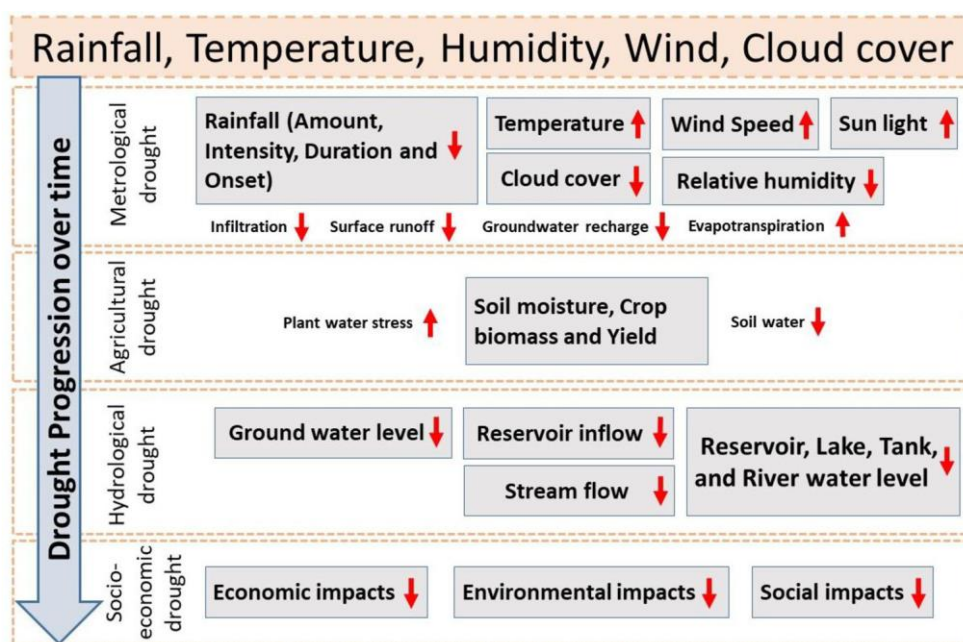 Rainfall, Temperature, Humidity, Wind, Cloud cover
Drought Progression over time
Metrological
drought
Rainfall (Amount,
Intensity, Duration and
Onset)
Temperature
Wind Speed
Sun light
Cloud cover
Relative humidity
Infiltration
Surface runoff
Groundwater recharge
Evapotranspiration
Agricultural
drought
Plant water stress
Soil moisture, Crop
biomass and Yield
Soil water
Hydrological
drought
Ground water level
Reservoir inflow
Stream flow
Reservoir, Lake, Tank,
and River water level
Socio-
economic
drought
Economic impacts
Environmental impacts
Social impacts